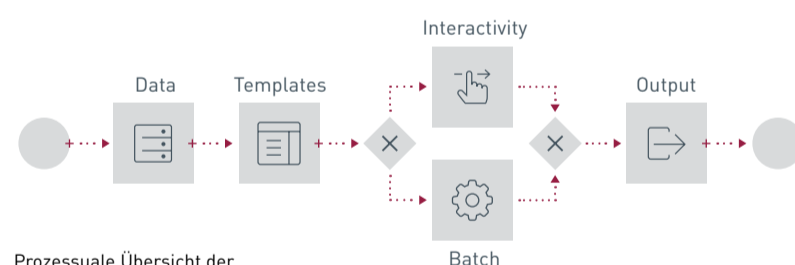 Interactivity
Data
Templates
Output
Batch
Prozessuale Übersicht der